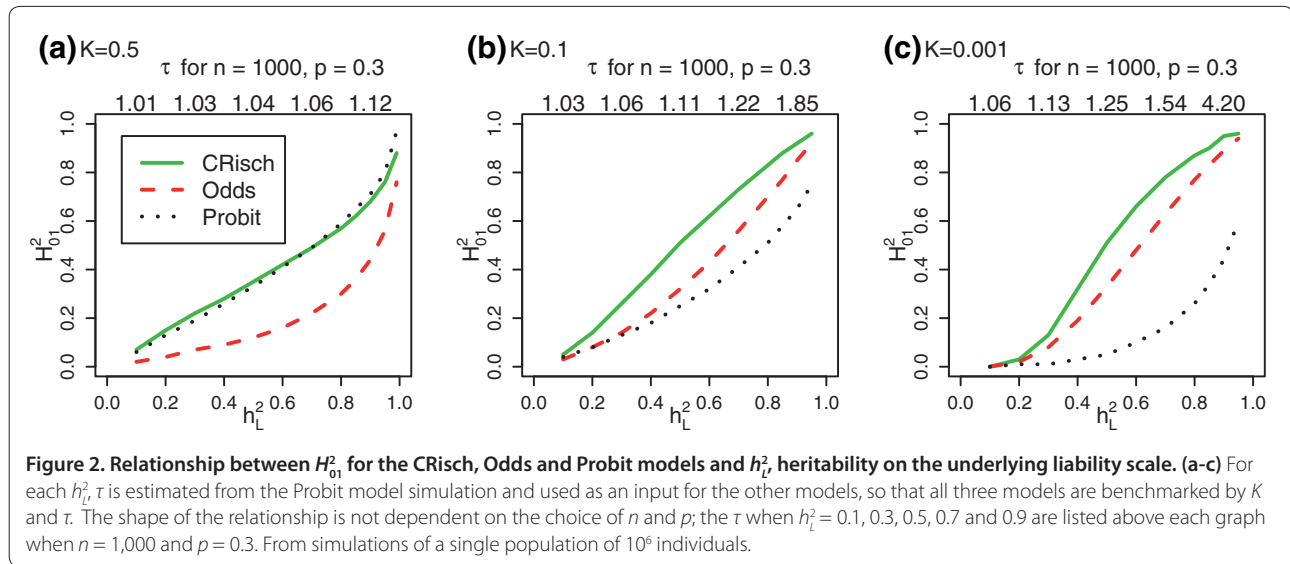 (a) K=0.5
τ for n = 1000, p = 0.3
1.01 1.03 1.04 1.06 1.12
1.0
0.8
0.6
0.4
0.2
0.0
H²₀₁
CRisch
Odds
Probit
0.0 0.2 0.4 0.6 0.8 1.0
h²L
(b) K=0.1
τ for n = 1000, p = 0.3
1.03 1.06 1.11 1.22 1.85
1.0
0.8
0.6
0.4
0.2
0.0
H²₀₁
0.0 0.2 0.4 0.6 0.8 1.0
h²L
(c) K=0.001
τ for n = 1000, p = 0.3
1.06 1.13 1.25 1.54 4.20
1.0
0.8
0.6
0.4
0.2
0.0
H²₀₁
0.0 0.2 0.4 0.6 0.8 1.0
h²L
Figure 2. Relationship between H²₀₁ for the CRisch, Odds and Probit models and h²L, heritability on the underlying liability scale. (a-c) For
each h²L, τ is estimated from the Probit model simulation and used as an input for the other models, so that all three models are benchmarked by K
and τ. The shape of the relationship is not dependent on the choice of n and p; the τ when h²L = 0.1, 0.3, 0.5, 0.7 and 0.9 are listed above each graph
when n = 1,000 and p = 0.3. From simulations of a single population of 10⁶ individuals.